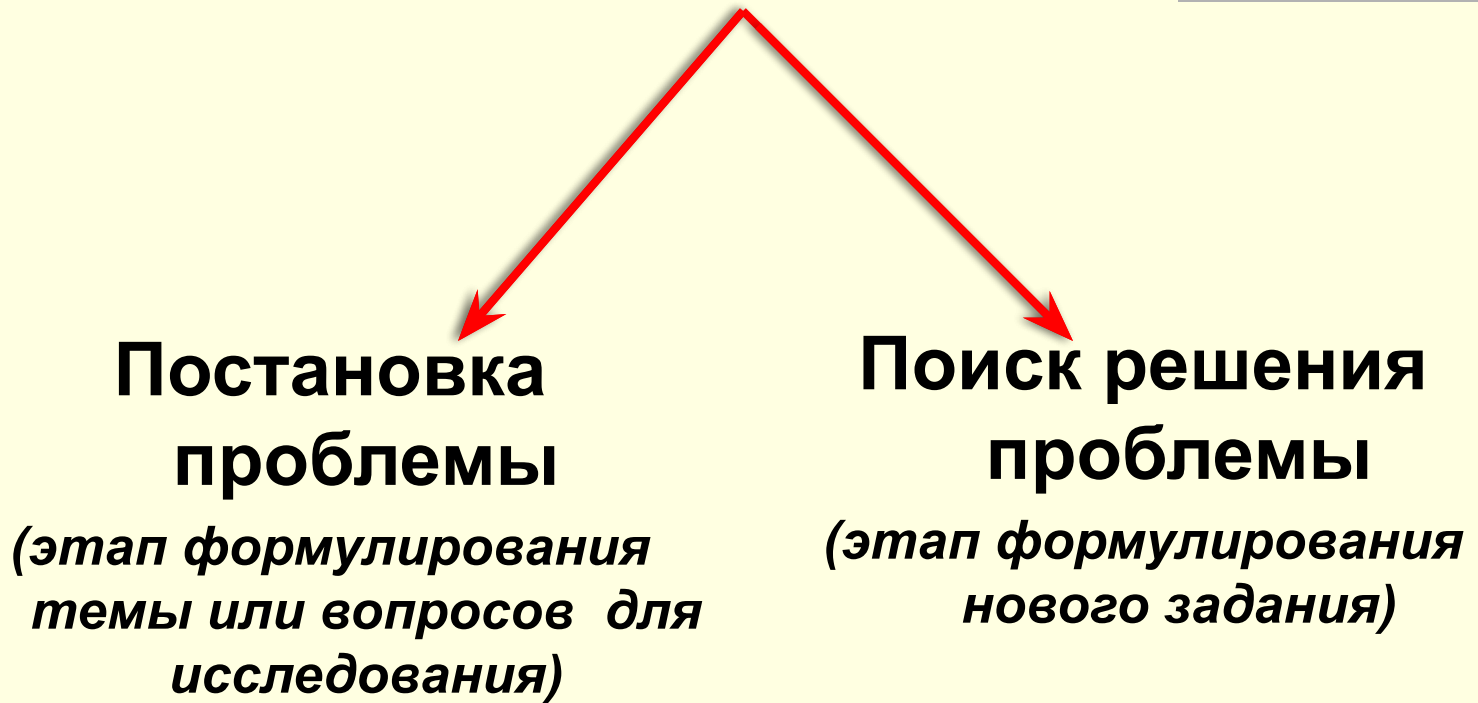 Постановка
проблемы
(этап формулирования
темы или вопросов для
исследования)
Поиск решения
проблемы
(этап формулирования
нового задания)